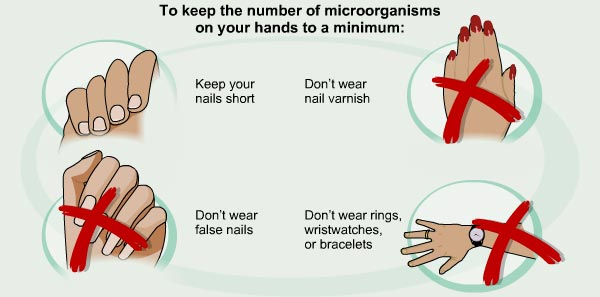 To keep the number of microorganisms
on your hands to a minimum:
Keep your
nails short
Don't wear
nail varnish
Don't wear
false nails
Don't wear rings,
wristwatches,
or bracelets